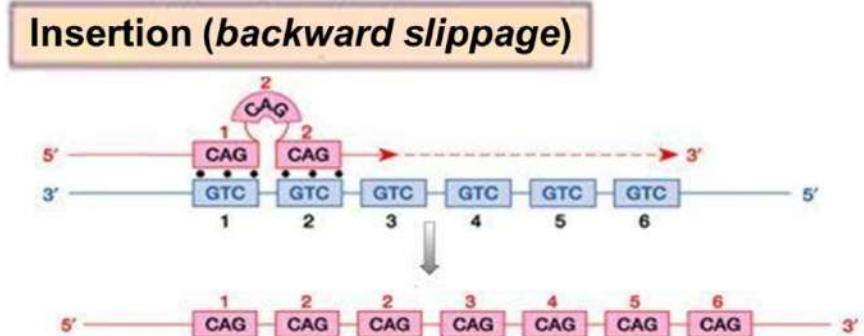 Insertion (backward slippage)
2
CAG
1 2
5′ CAG CAG 3′
3′ GTC GTC GTC GTC GTC GTC 5′
1 2 3 4 5 6
1 2 2 3 4 5 6
5′ CAG CAG CAG CAG CAG CAG CAG 3′